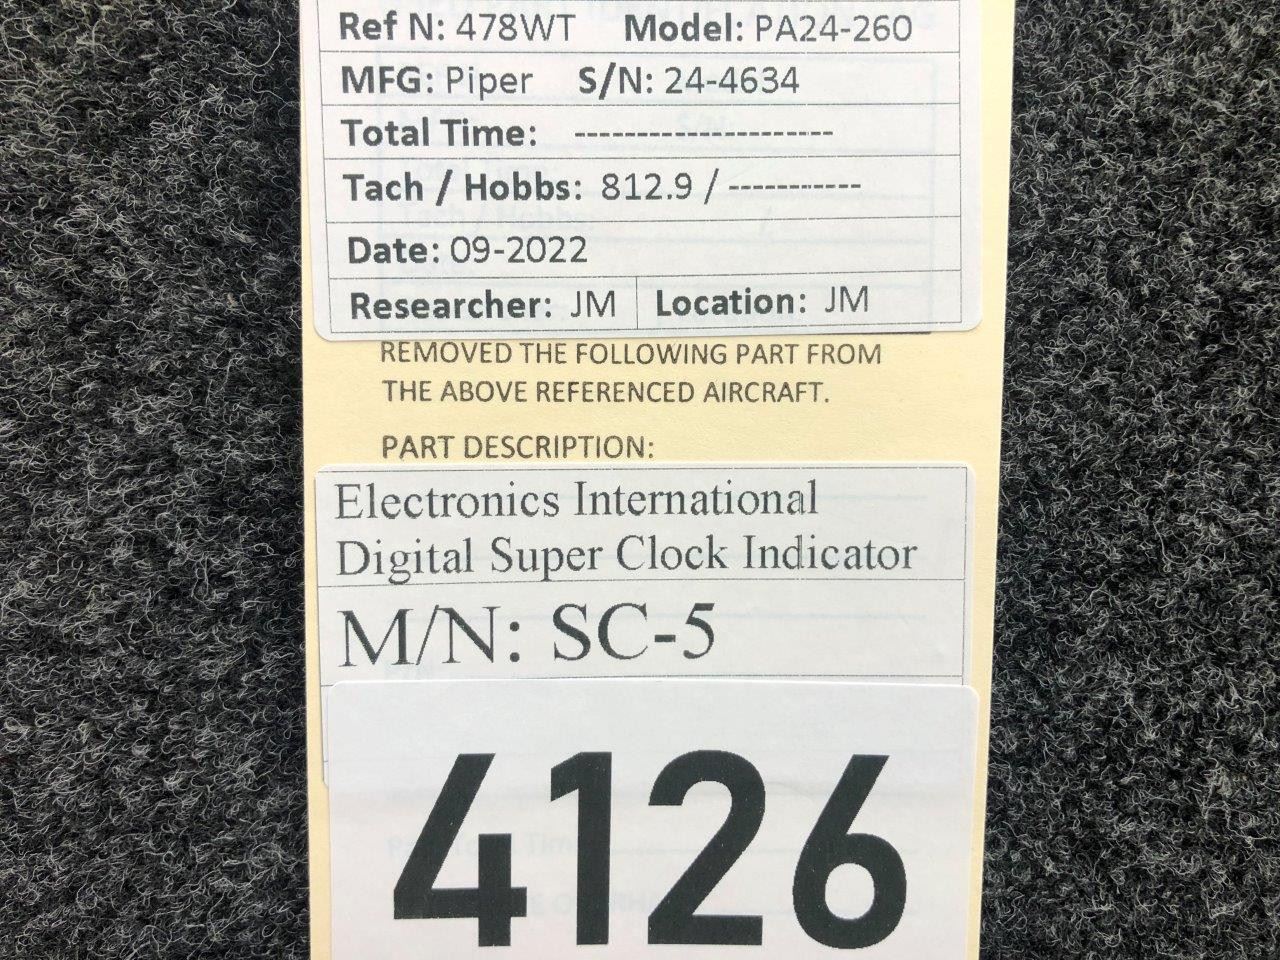 Ref N: 478WT Model: PA24-260
MFG: Piper S/N: 24-4634
Total Time: ---------------------
Tach / Hobbs: 812.9 / -----------
Date: 09-2022
Researcher: JM Location: JM
REMOVED THE FOLLOWING PART FROM
THE ABOVE REFERENCED AIRCRAFT.
PART DESCRIPTION:
Electronics International
Digital Super Clock Indicator
M/N: SC-5
4126